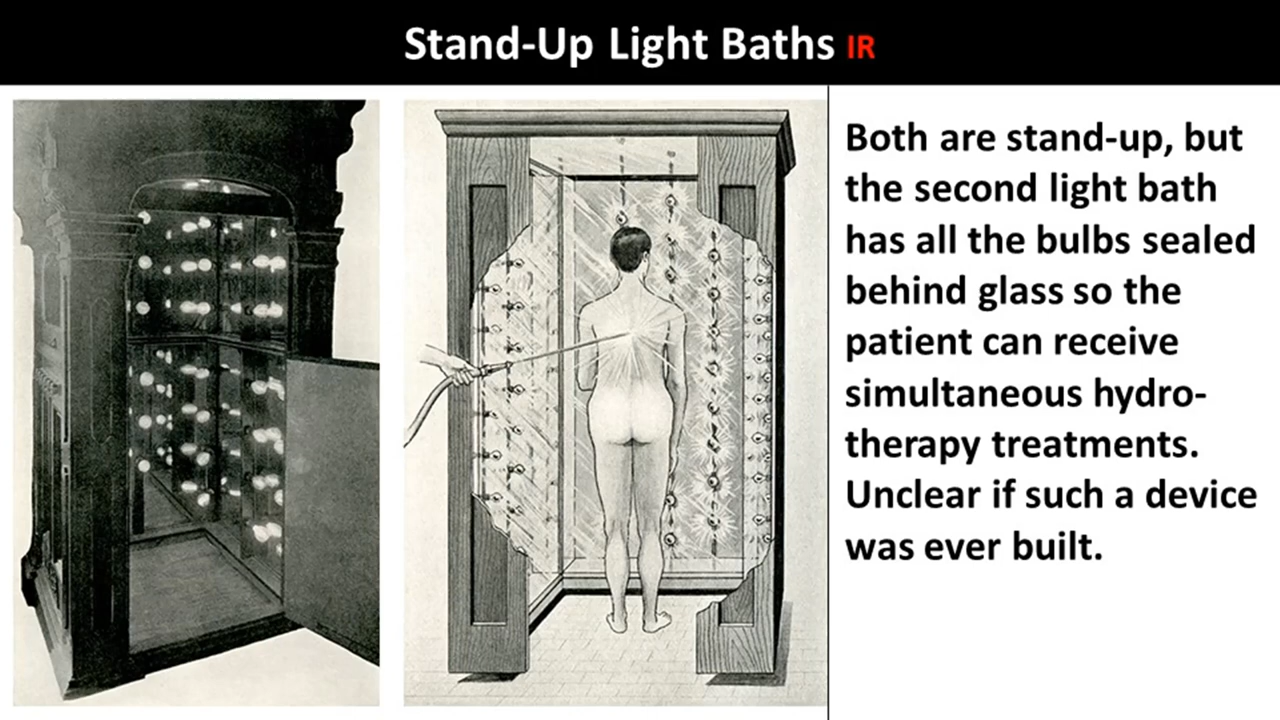 Stand-Up Light Baths IR
Both are stand-up, but
the second light bath
has all the bulbs sealed
behind glass so the
patient can receive
simultaneous hydro-
therapy treatments.
Unclear if such a device
was ever built.